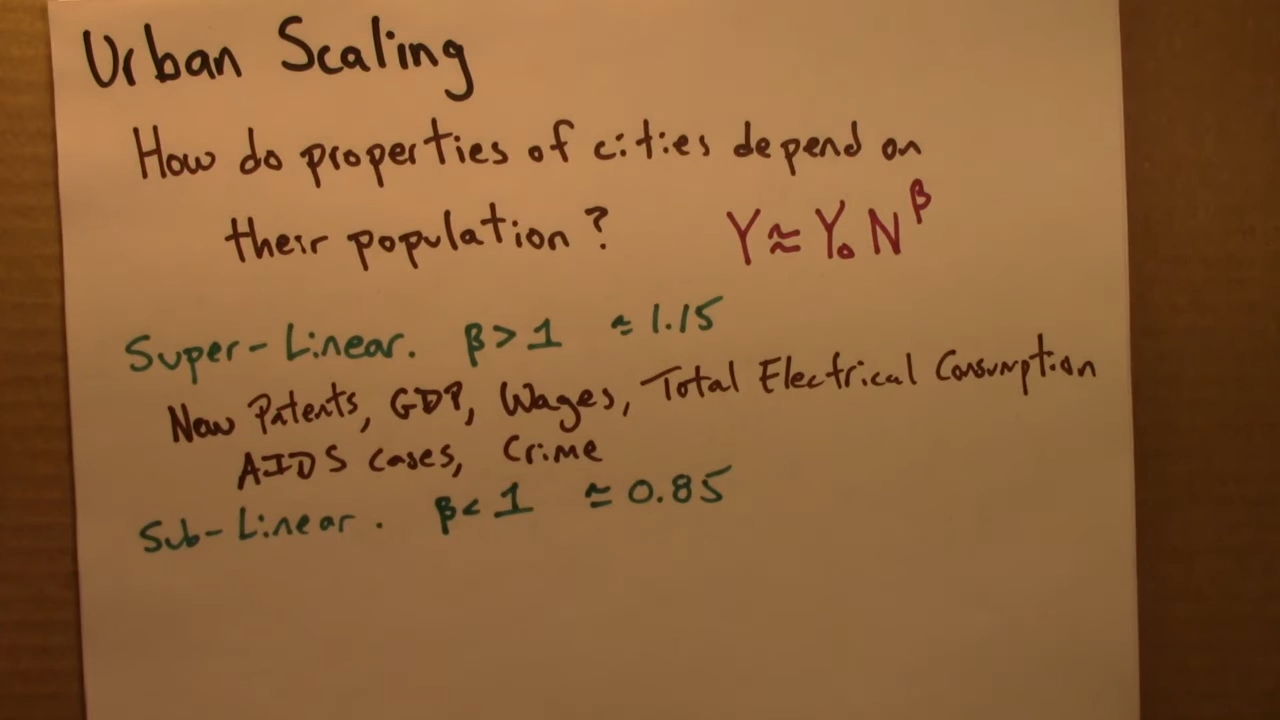 Urban Scaling
How do properties of cities depend on
their population?
Y ≈ Y₀ N^β
Super-Linear. β > 1 ≈ 1.15
New Patents, GDP, Wages, Total Electrical Consumption
AIDS cases, Crime
Sub-Linear. β < 1 ≈ 0.85